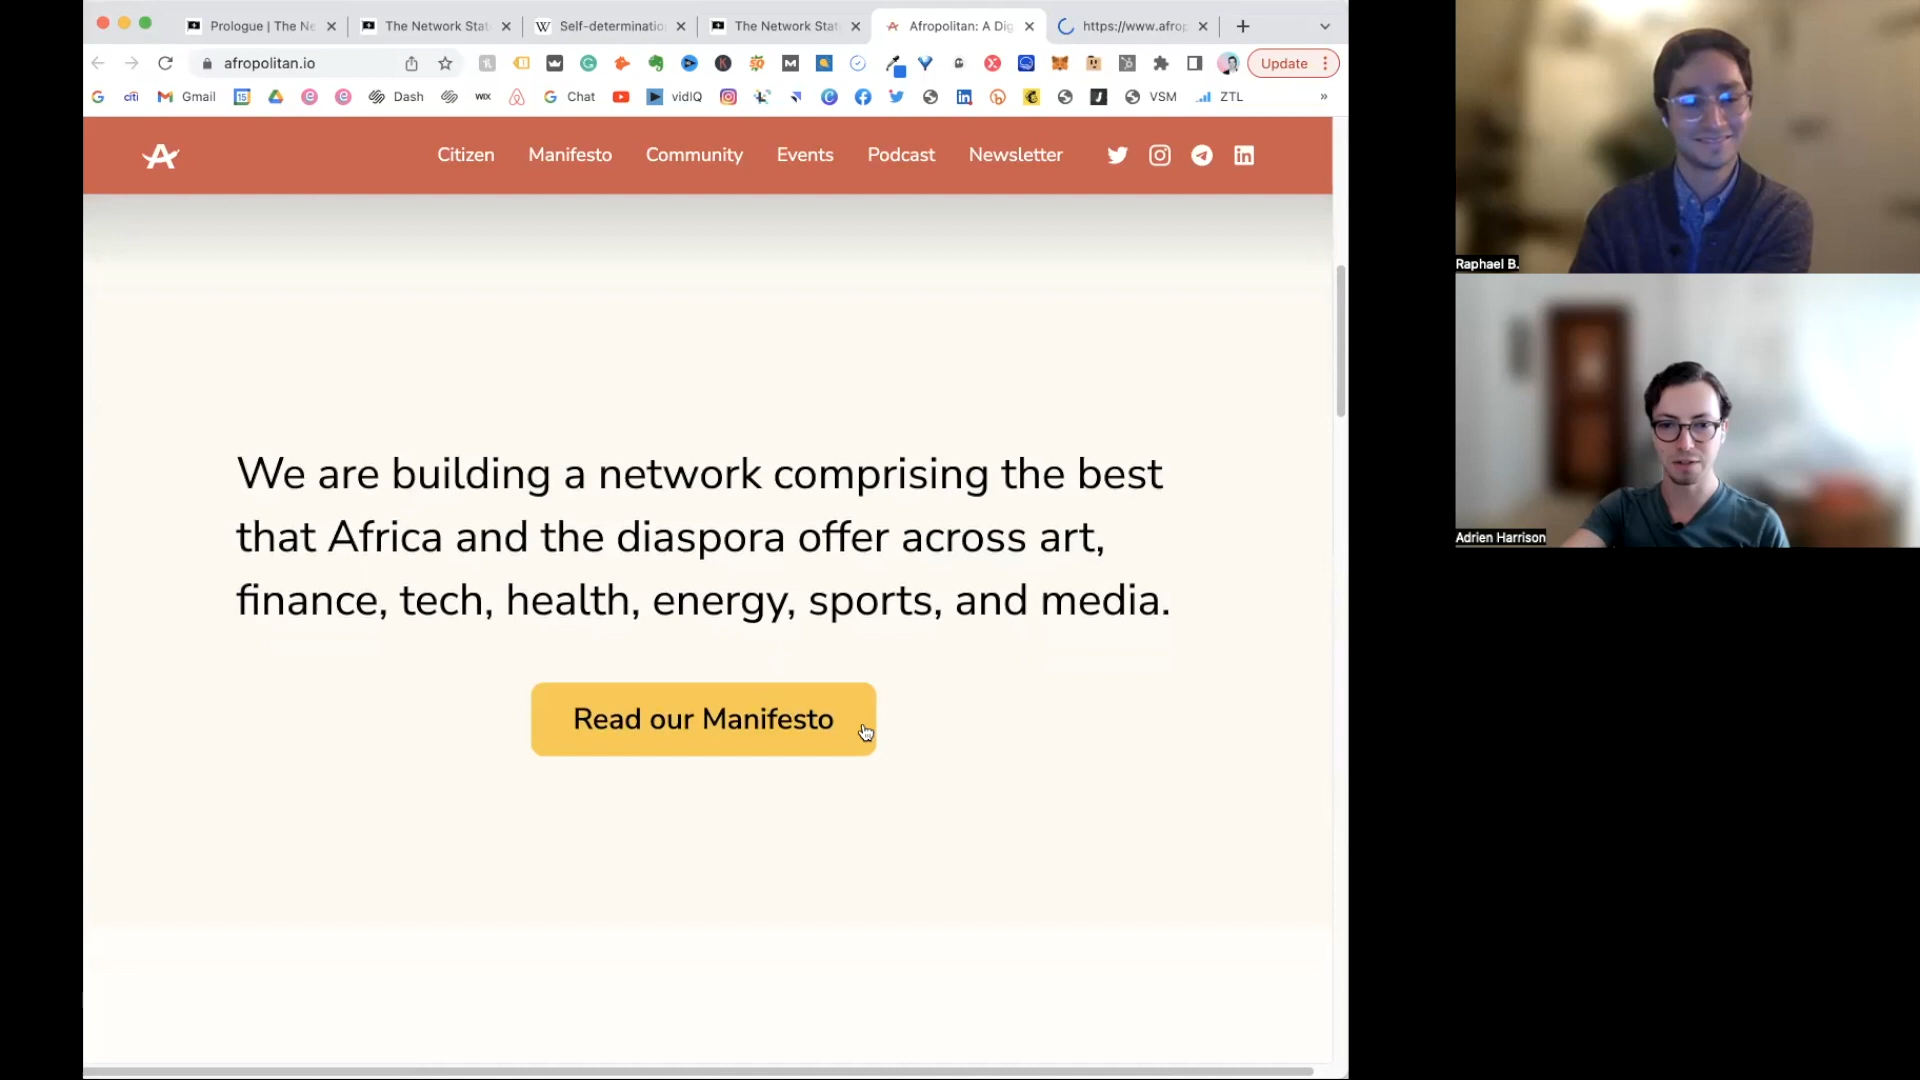 Prologue | The Ne
The Network Stat
Self-determinatio
The Network Stat
Afropolitan: A Dig
https://www.afrop
afropolitan.io
Update
citi
Gmail
Dash
WIX
Chat
vidIQ
VSM
ZTL
»
Citizen
Manifesto
Community
Events
Podcast
Newsletter
We are building a network comprising the best
that Africa and the diaspora offer across art,
finance, tech, health, energy, sports, and media.
Read our Manifesto
Raphael B.
Adrien Harrison